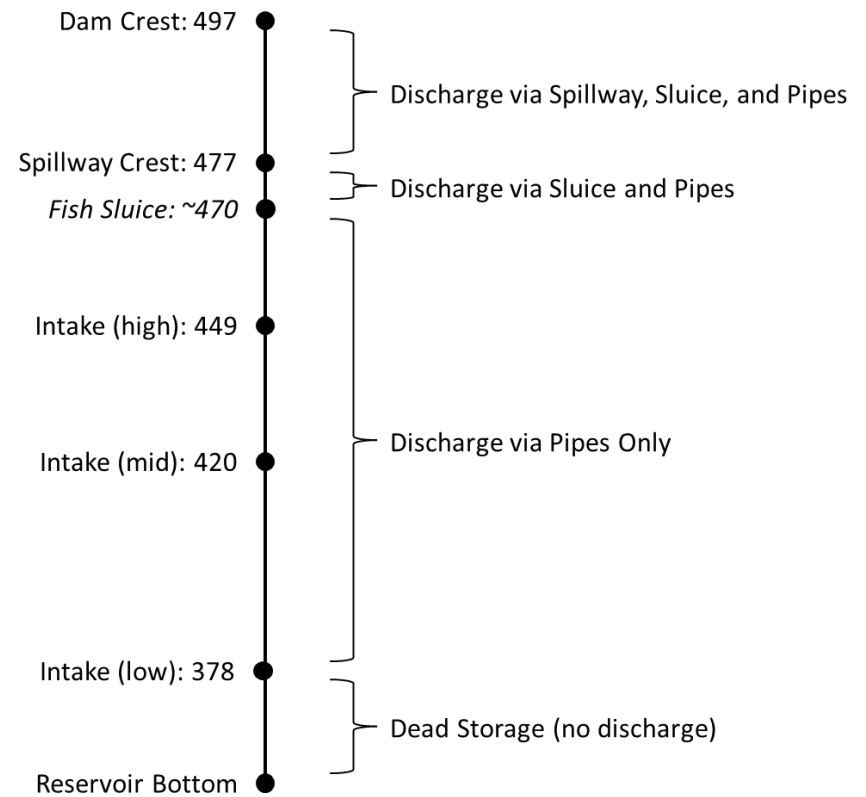 Dam Crest: 497
Discharge via Spillway, Sluice, and Pipes
Spillway Crest: 477
Discharge via Sluice and Pipes
Fish Sluice: ~470
Intake (high): 449
Discharge via Pipes Only
Intake (mid): 420
Intake (low): 378
Dead Storage (no discharge)
Reservoir Bottom